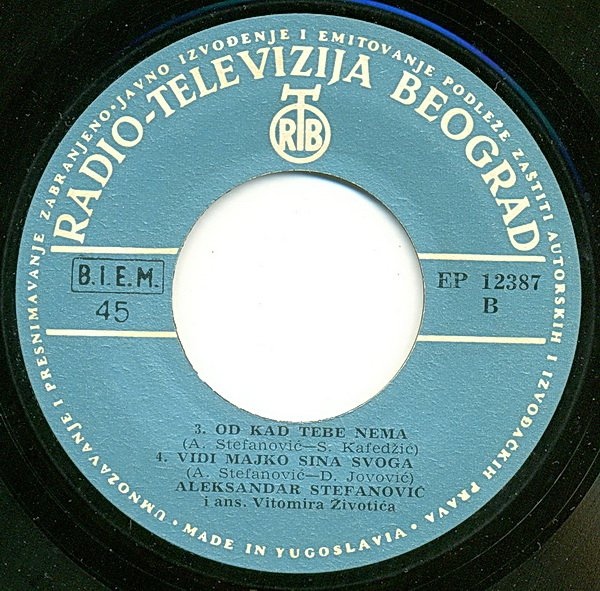 UMNOŽAVANJE I PRESNIMAVANJE ZABRANJENO·JAVNO IZVOĐENJE I EMITOVANJE PODLEŽE ZAŠTITI AUTORSKIH I IZVOĐAČKIH PRAVA ·
RADIO-TELEVIZIJA BEOGRAD
RTB
B.I.E.M.
45
EP 12387
B
3. OD KAD TEBE NEMA
(A. Stefanović—S. Kafedžić)
4. VIDI MAJKO SINA SVOGA
(A. Stefanović—D. Jovović)
ALEKSANDAR STEFANOVIĆ
i ans. Vitomira Životića
· MADE IN YUGOSLAVIA ·